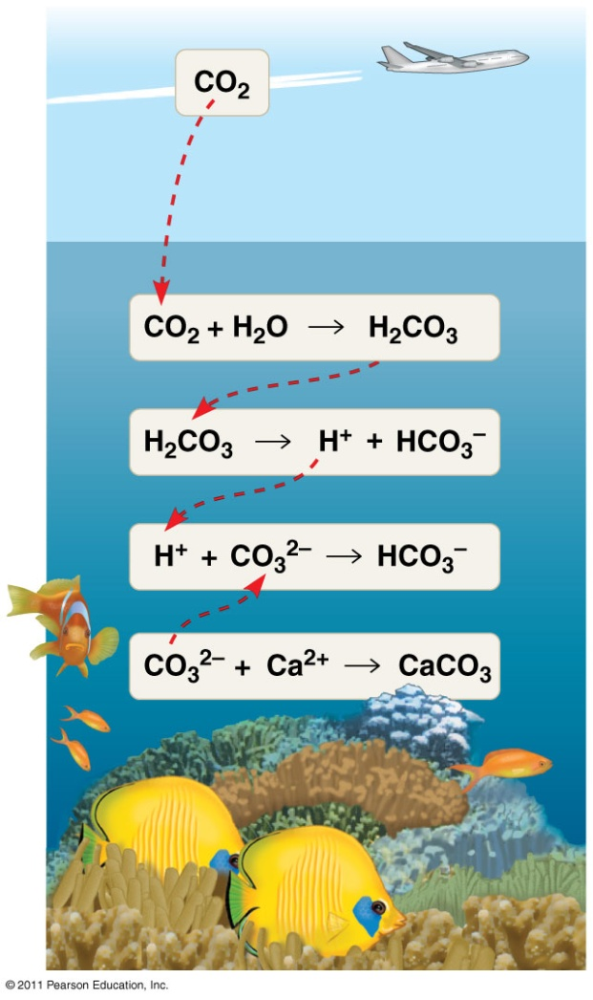 CO₂
CO₂ + H₂O → H₂CO₃
H₂CO₃ → H⁺ + HCO₃⁻
H⁺ + CO₃²⁻ → HCO₃⁻
CO₃²⁻ + Ca²⁺ → CaCO₃
© 2011 Pearson Education, Inc.